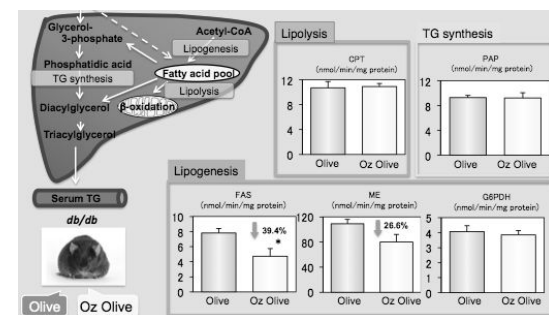 Glycerol-
3-phosphate
Acetyl-CoA
Lipogenesis
Phosphatidic acid
TG synthesis
Fatty acid pool
Lipolysis
Diacylglycerol
β-oxidation
Triacylglycerol
Serum TG
db/db
Olive
Oz Olive
Lipolysis
CPT
(nmol/min/mg protein)
12
8
4
0
Olive Oz Olive
TG synthesis
PAP
(nmol/min/mg protein)
12
8
4
0
Olive Oz Olive
Lipogenesis
FAS
(nmol/min/mg protein)
10
8
6
4
2
0
39.4%
*
Olive Oz Olive
ME
(nmol/min/mg protein)
120
80
40
0
26.6%
Olive Oz Olive
G6PDH
(nmol/min/mg protein)
5
4
3
2
1
0
Olive Oz Olive